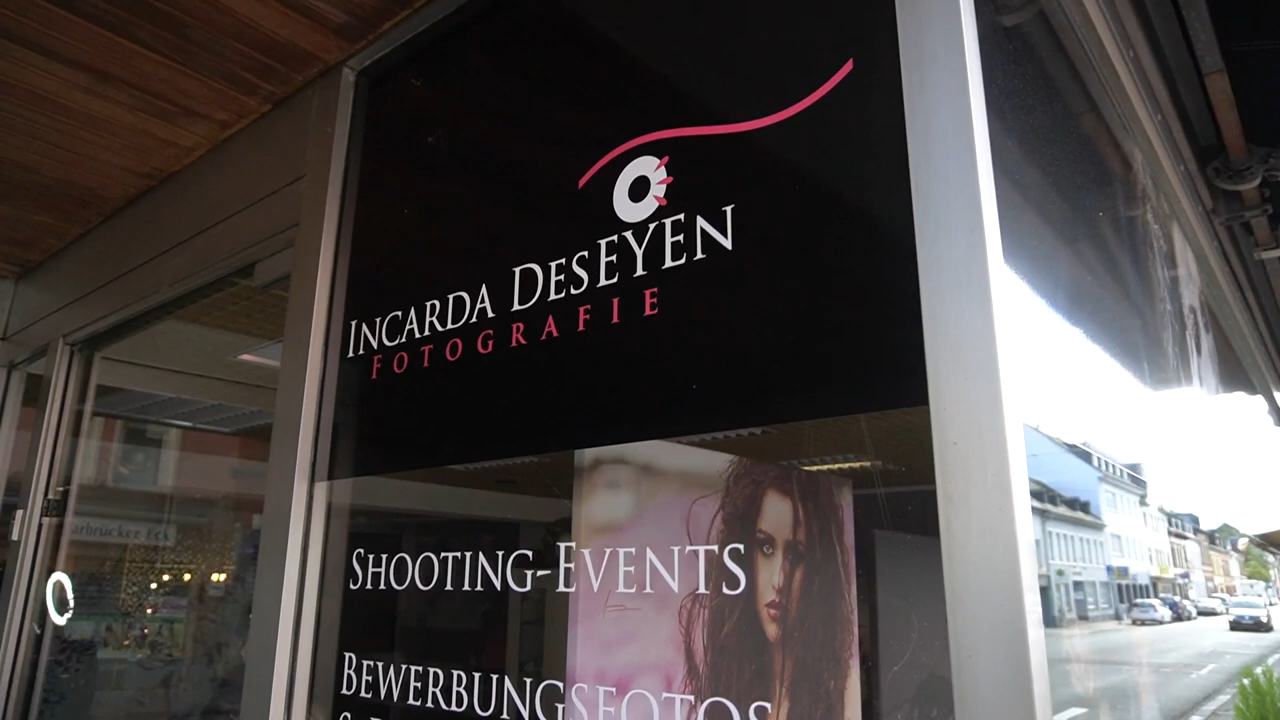 INCARDA DESEYEN
FOTOGRAFIE
SHOOTING-EVENTS
BEWERBUNGSFOTOS
arbrücker Eck